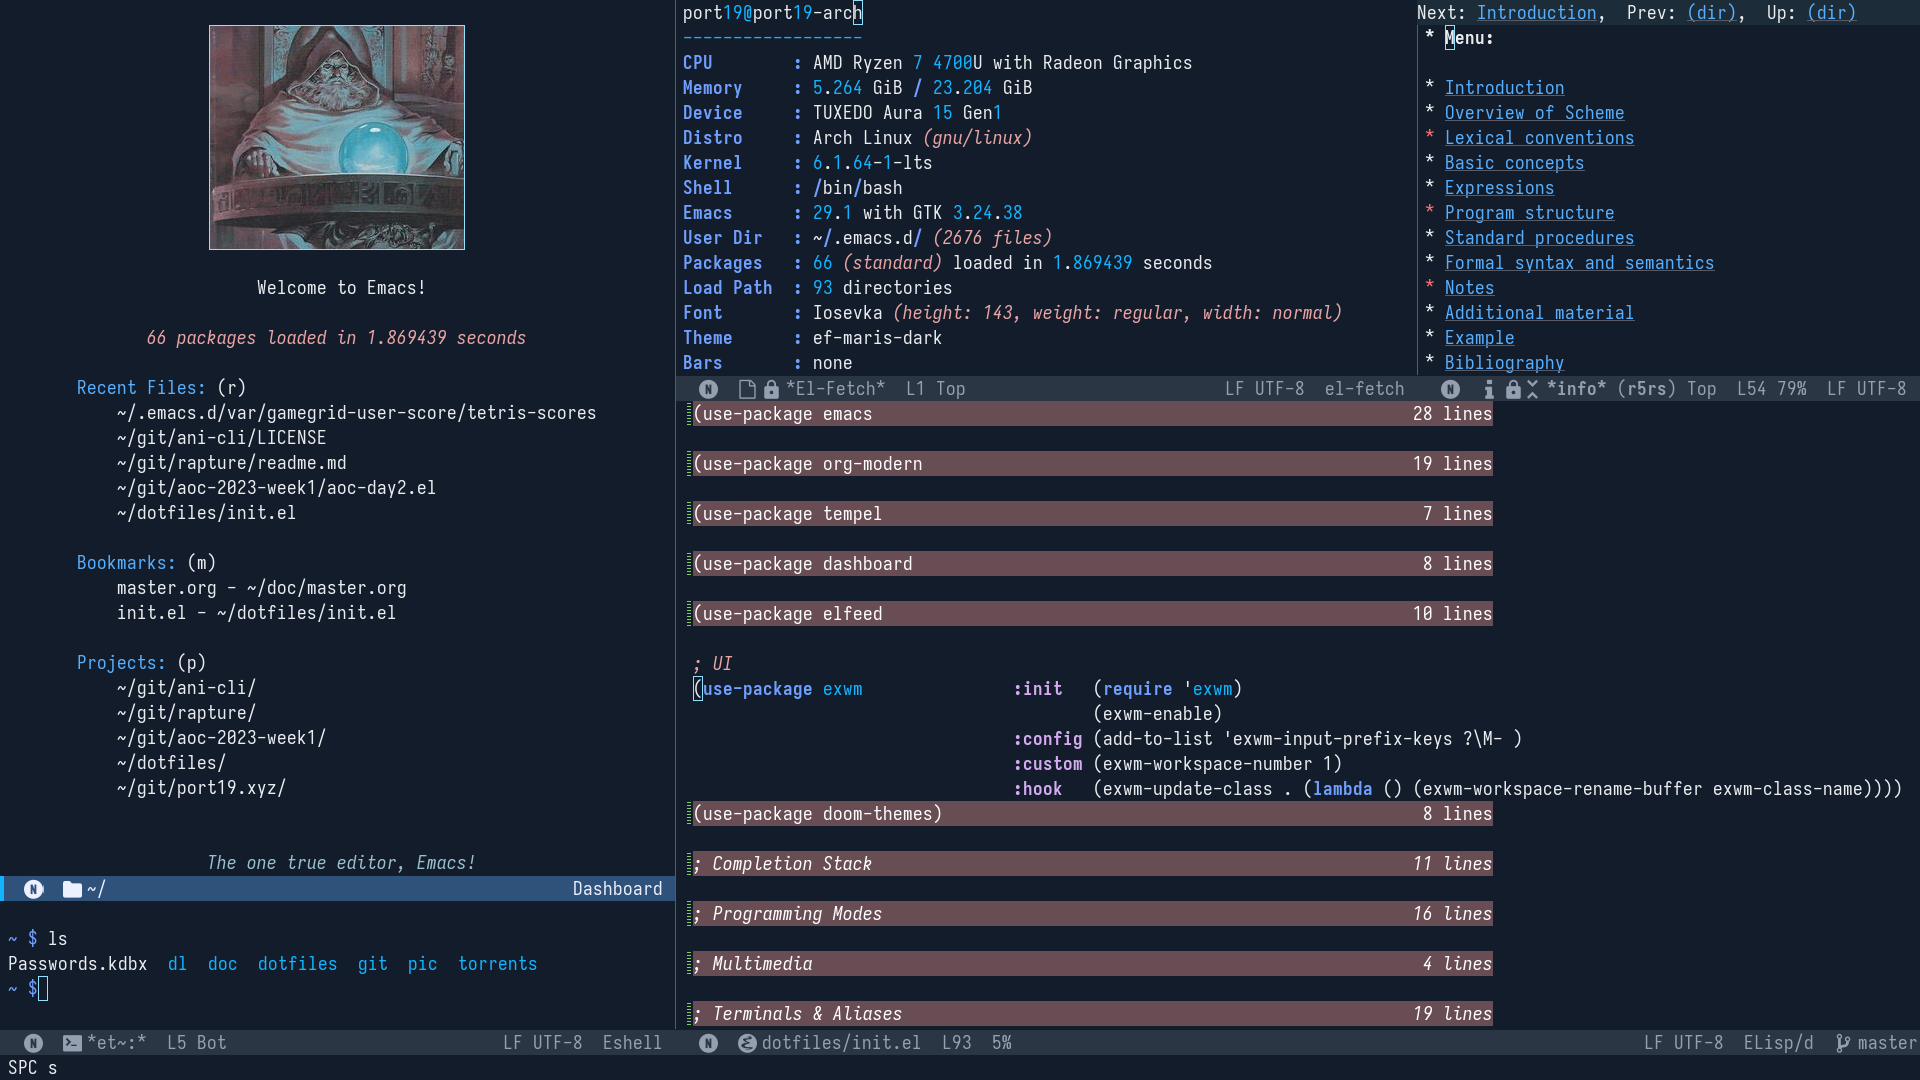 Welcome to Emacs!
66 packages loaded in 1.869439 seconds
Recent Files: (r)
~/.emacs.d/var/gamegrid-user-score/tetris-scores
~/git/ani-cli/LICENSE
~/git/rapture/readme.md
~/git/aoc-2023-week1/aoc-day2.el
~/dotfiles/init.el
Bookmarks: (m)
master.org - ~/doc/master.org
init.el - ~/dotfiles/init.el
Projects: (p)
~/git/ani-cli/
~/git/rapture/
~/git/aoc-2023-week1/
~/dotfiles/
~/git/port19.xyz/
The one true editor, Emacs!
N ~/ Dashboard
~ $ ls
Passwords.kdbx dl doc dotfiles git pic torrents
~ $
N *et~:* L5 Bot LF UTF-8 Eshell
port19@port19-arch
------------------
CPU : AMD Ryzen 7 4700U with Radeon Graphics
Memory : 5.264 GiB / 23.204 GiB
Device : TUXEDO Aura 15 Gen1
Distro : Arch Linux (gnu/linux)
Kernel : 6.1.64-1-lts
Shell : /bin/bash
Emacs : 29.1 with GTK 3.24.38
User Dir : ~/.emacs.d/ (2676 files)
Packages : 66 (standard) loaded in 1.869439 seconds
Load Path : 93 directories
Font : Iosevka (height: 143, weight: regular, width: normal)
Theme : ef-maris-dark
Bars : none
N *El-Fetch* L1 Top LF UTF-8 el-fetch
Next: Introduction, Prev: (dir), Up: (dir)
* Menu:
* Introduction
* Overview of Scheme
* Lexical conventions
* Basic concepts
* Expressions
* Program structure
* Standard procedures
* Formal syntax and semantics
* Notes
* Additional material
* Example
* Bibliography
N *info* (r5rs) Top L54 79% LF UTF-8
(use-package emacs 28 lines
(use-package org-modern 19 lines
(use-package tempel 7 lines
(use-package dashboard 8 lines
(use-package elfeed 10 lines
; UI
(use-package exwm :init (require 'exwm)
(exwm-enable)
:config (add-to-list 'exwm-input-prefix-keys ?\M- )
:custom (exwm-workspace-number 1)
:hook (exwm-update-class . (lambda () (exwm-workspace-rename-buffer exwm-class-name))))
(use-package doom-themes) 8 lines
; Completion Stack 11 lines
; Programming Modes 16 lines
; Multimedia 4 lines
; Terminals & Aliases 19 lines
N dotfiles/init.el L93 5% LF UTF-8 ELisp/d master
SPC s